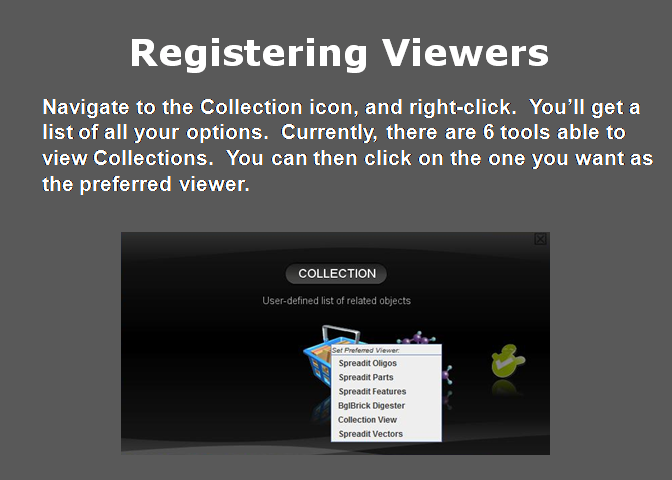 Registering Viewers
Navigate to the Collection icon, and right-click.  You’ll get a
list of all your options.  Currently, there are 6 tools able to
view Collections.  You can then click on the one you want as
the preferred viewer.
COLLECTION
User-defined list of related objects
Set Preferred Viewer:
Spreadit Oligos
Spreadit Parts
Spreadit Features
BglBrick Digester
Collection View
Spreadit Vectors